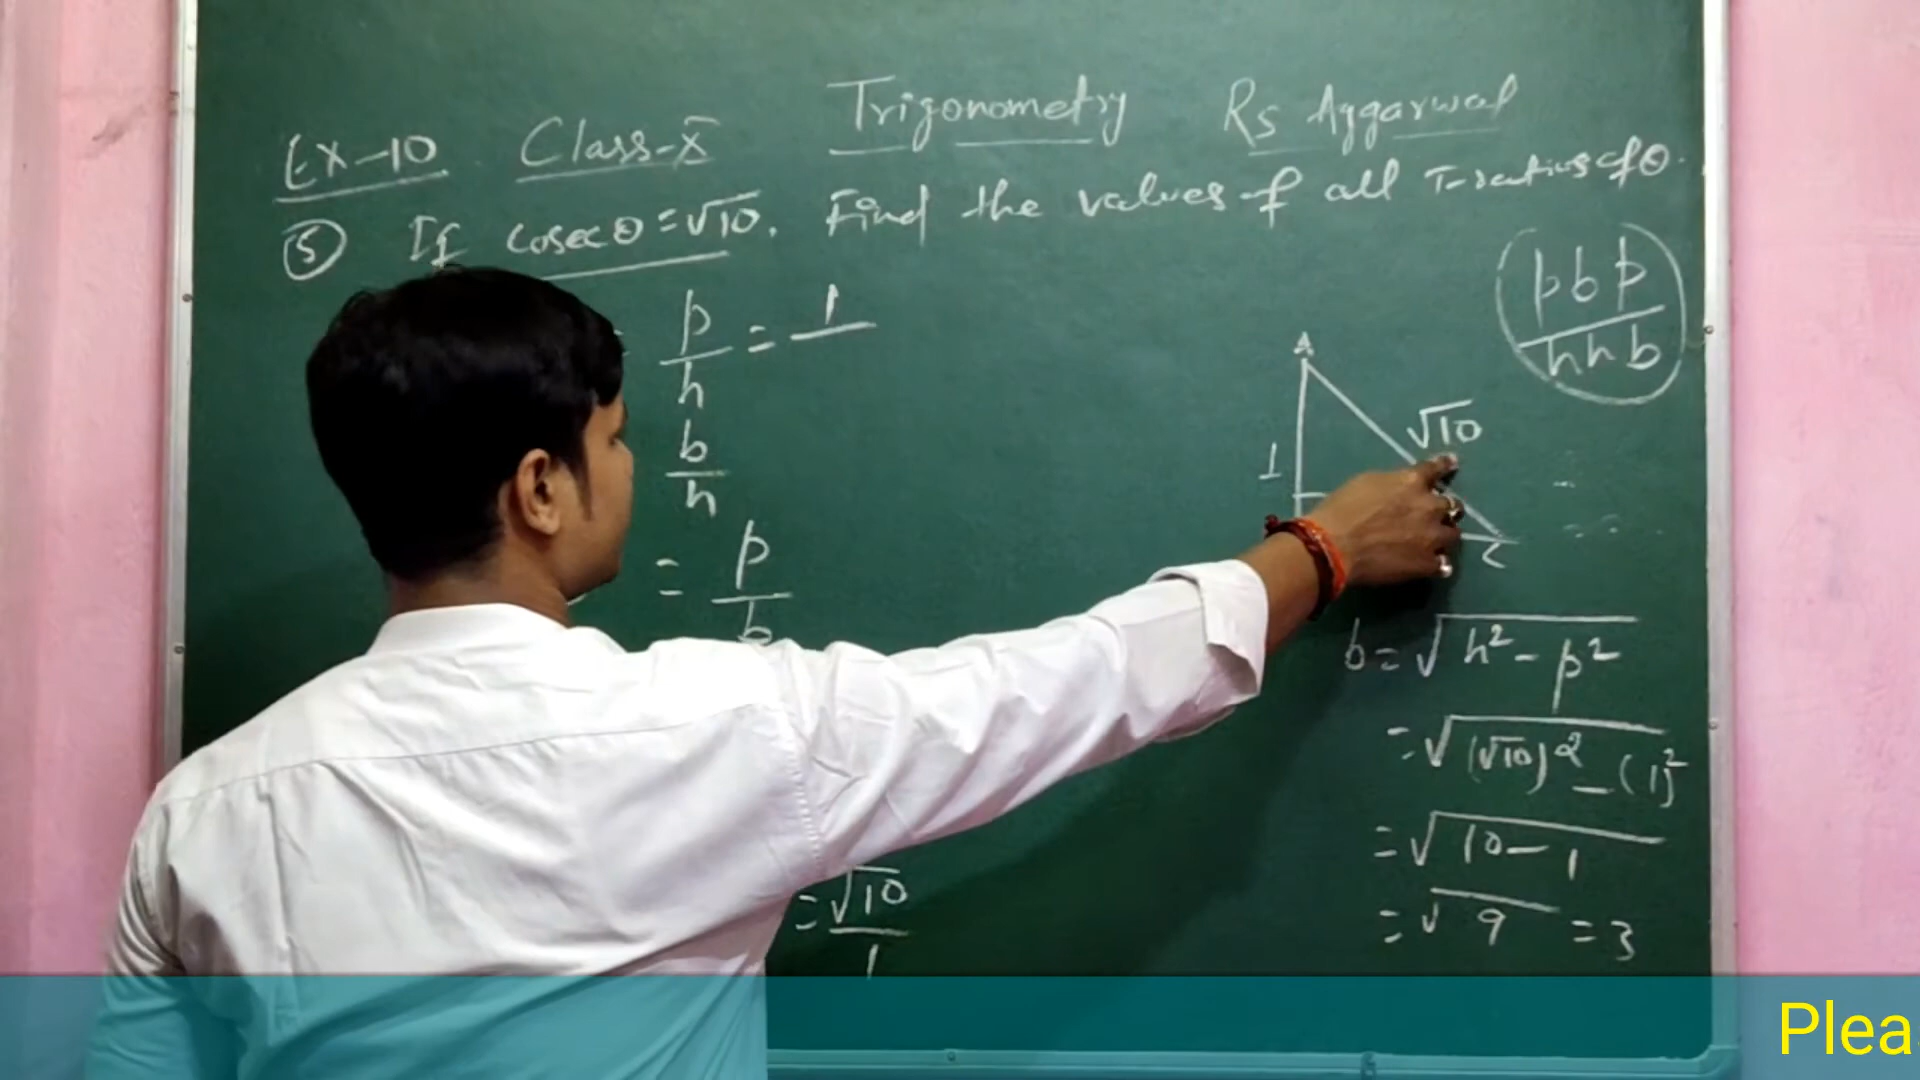 Ex-10 Class-X Trigonometry RS Aggarwal
⑤ If cosecθ=√10. Find the values of all T-ratios of θ.
p b p
h h b
p/h = 1
b/h
= p/b
= √10/1
A
1
√10
C
b = √(h² - p²)
= √((√10)² - (1)²)
= √(10 - 1)
= √9 = 3
Plea